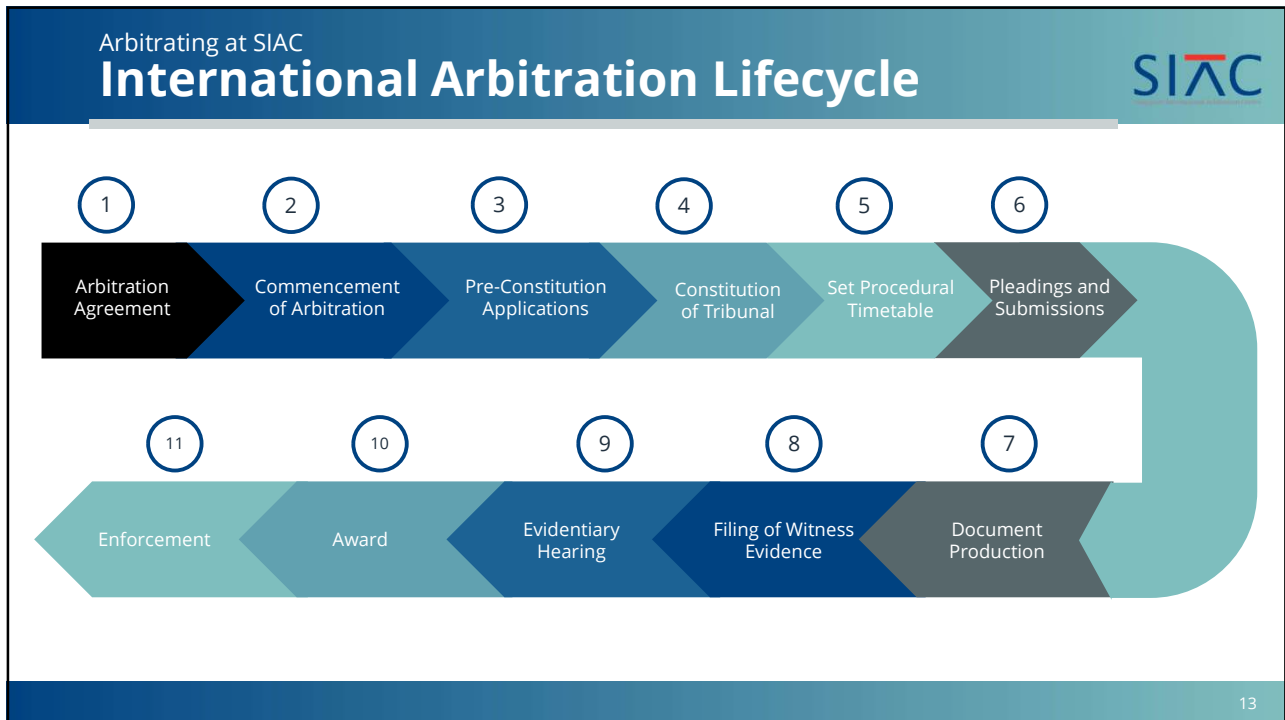 Arbitrating at SIAC
International Arbitration Lifecycle
SIAC
1
2
3
4
5
6
Arbitration
Agreement
Commencement
of Arbitration
Pre-Constitution
Applications
Constitution
of Tribunal
Set Procedural
Timetable
Pleadings and
Submissions
7
8
9
10
11
Document
Production
Filing of Witness
Evidence
Evidentiary
Hearing
Award
Enforcement
13